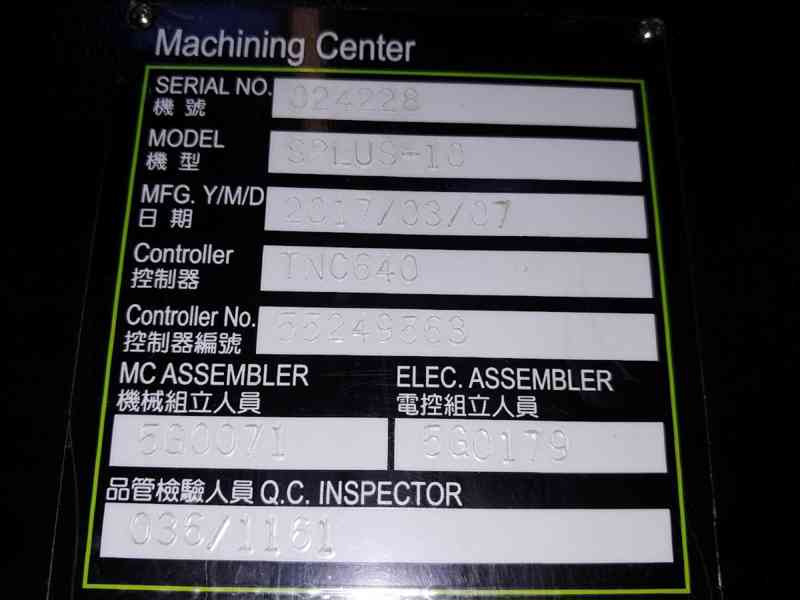 Machining Center
SERIAL NO. 024228
機號
MODEL SPLUS-10
機型
MFG. Y/M/D 2017/03/07
日期
Controller TNC640
控制器
Controller No. 55249563
控制器編號
MC ASSEMBLER ELEC. ASSEMBLER
機械組立人員 電控組立人員
5G0071 5G0179
品管檢驗人員 Q.C. INSPECTOR
036/1161